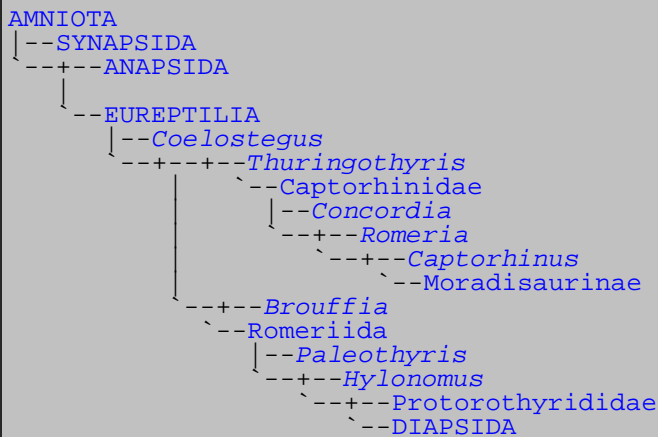 AMNIOTA
|--SYNAPSIDA
`--+--ANAPSIDA
   |
   `--EUREPTILIA
      |--Coelostegus
      `--+--+--Thuringothyris
         |  `--Captorhinidae
         |     |--Concordia
         |     `--+--Romeria
         |        `--+--Captorhinus
         |           `--Moradisaurinae
         `--+--Brouffia
            `--Romeriida
               |--Paleothyris
               `--+--Hylonomus
                  `--+--Protorothyrididae
                     `--DIAPSIDA